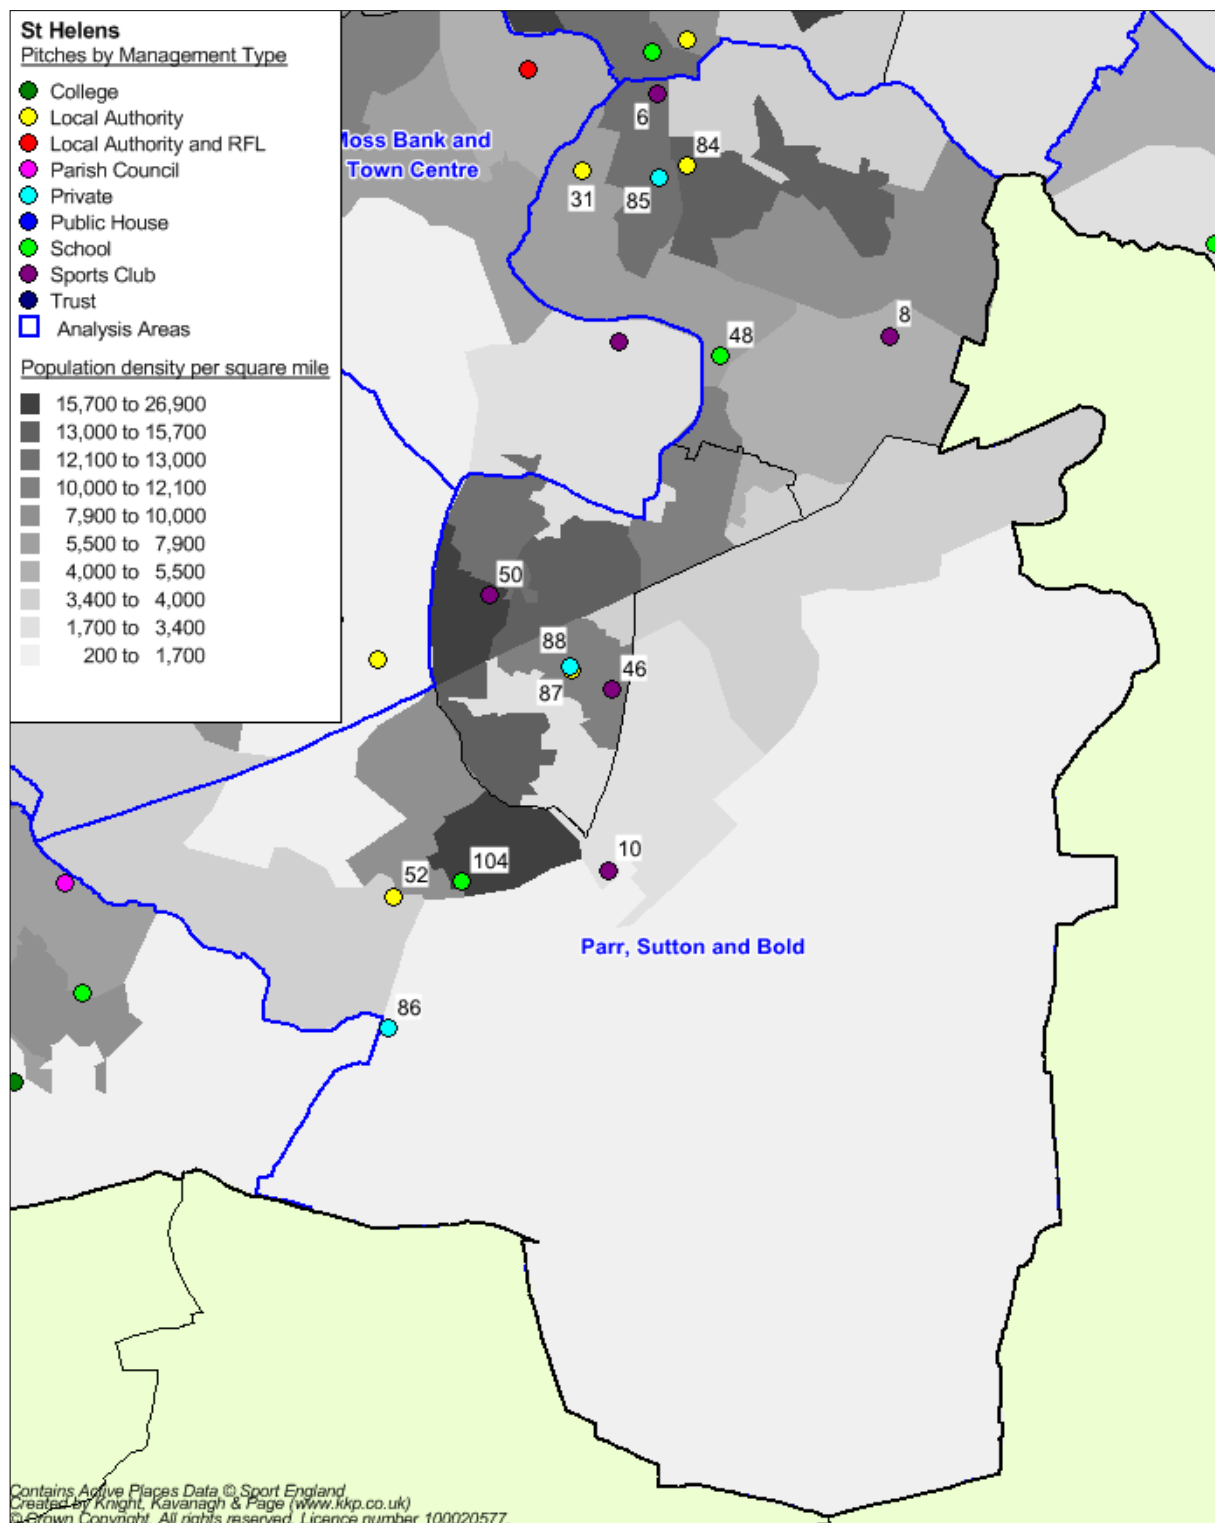 St Helens
Pitches by Management Type
College
Local Authority
Local Authority and RFL
Parish Council
Private
Public House
School
Sports Club
Trust
Analysis Areas
Population density per square mile
15,700 to 26,900
13,000 to 15,700
12,100 to 13,000
10,000 to 12,100
7,900 to 10,000
5,500 to 7,900
4,000 to 5,500
3,400 to 4,000
1,700 to 3,400
200 to 1,700
Moss Bank and
Town Centre
6
84
31
85
8
48
50
88
46
87
10
104
52
Parr, Sutton and Bold
86
Contains Active Places Data © Sport England
Created by Knight, Kavanagh & Page (www.kkp.co.uk)
© Crown Copyright. All rights reserved. Licence number 100020577.